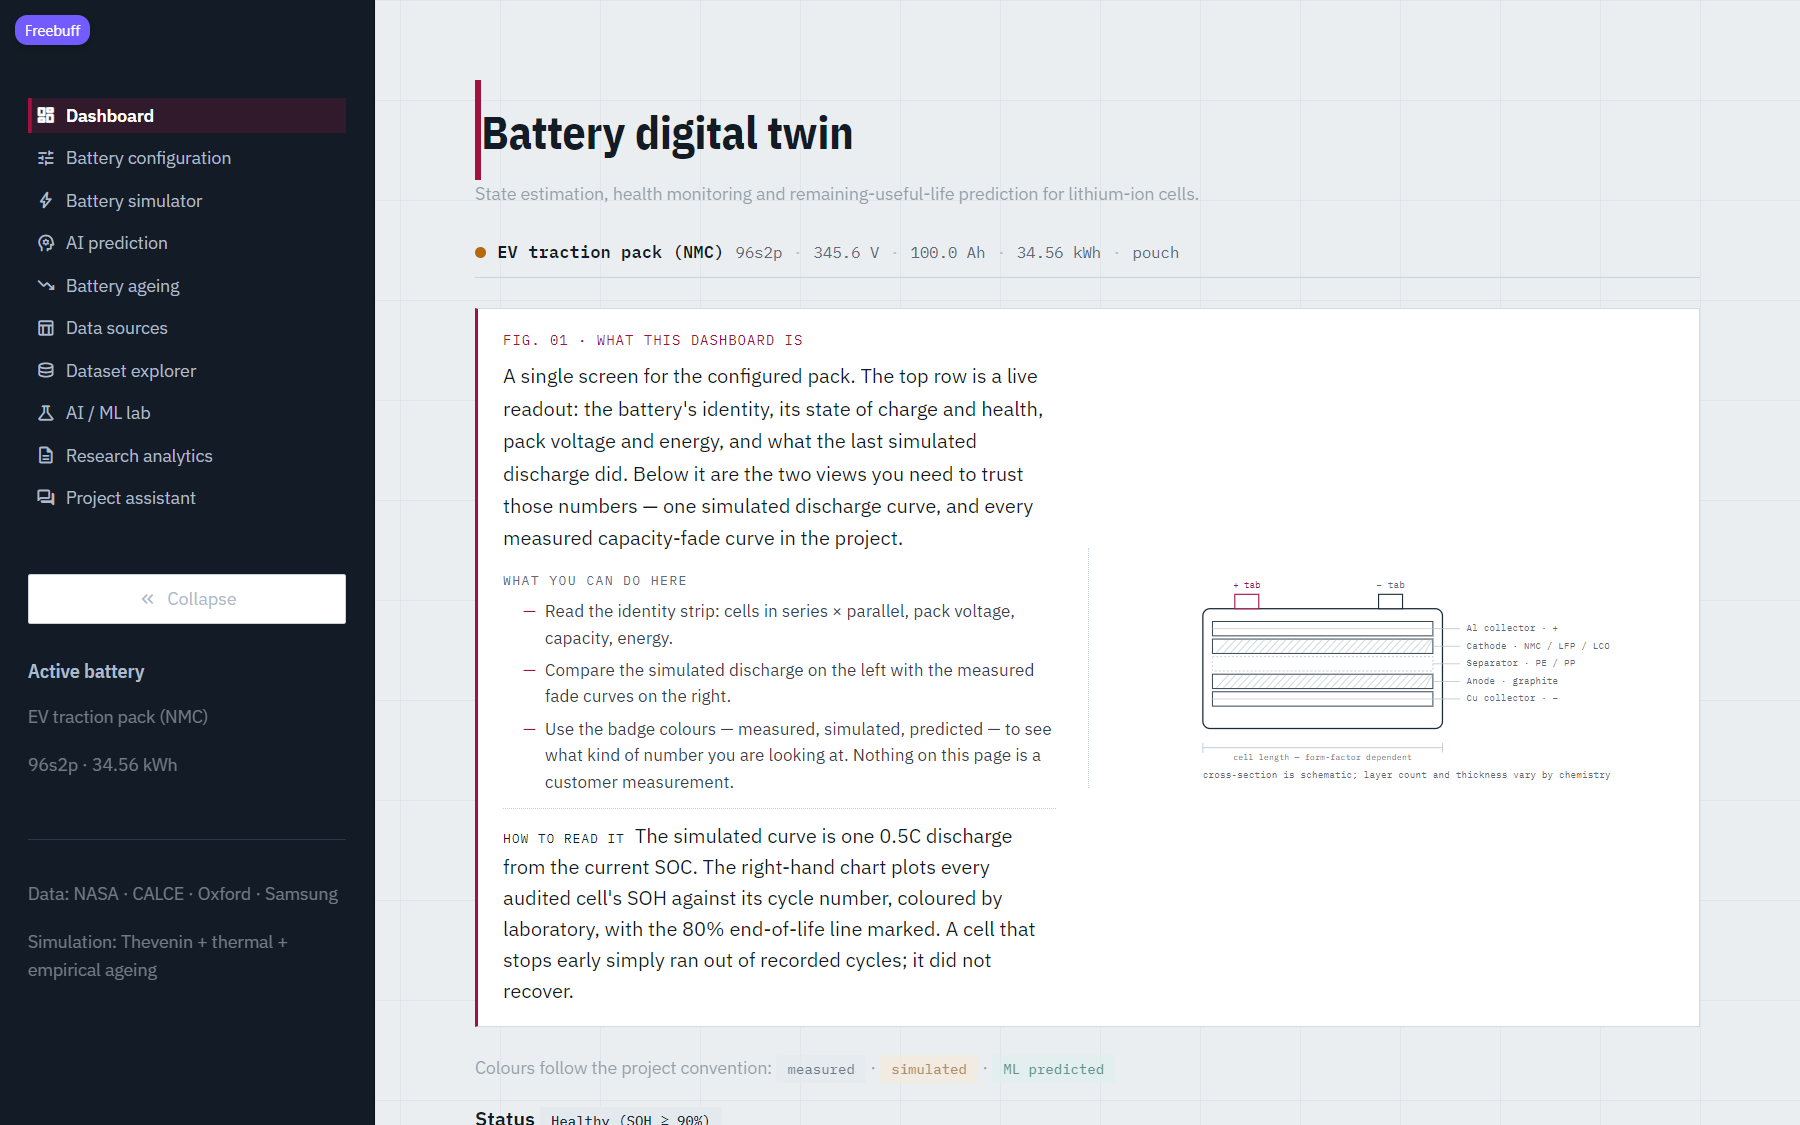 Freebuff
Dashboard
Battery configuration
Battery simulator
AI prediction
Battery ageing
Data sources
Dataset explorer
AI / ML lab
Research analytics
Project assistant
Collapse
Active battery
EV traction pack (NMC)
96s2p · 34.56 kWh
Data: NASA · CALCE · Oxford · Samsung
Simulation: Thevenin + thermal +
empirical ageing
Battery digital twin
State estimation, health monitoring and remaining-useful-life prediction for lithium-ion cells.
EV traction pack (NMC) 96s2p · 345.6 V · 100.0 Ah · 34.56 kWh · pouch
FIG. 01 · WHAT THIS DASHBOARD IS
A single screen for the configured pack. The top row is a live
readout: the battery's identity, its state of charge and health,
pack voltage and energy, and what the last simulated
discharge did. Below it are the two views you need to trust
those numbers — one simulated discharge curve, and every
measured capacity-fade curve in the project.
WHAT YOU CAN DO HERE
— Read the identity strip: cells in series × parallel, pack voltage,
capacity, energy.
— Compare the simulated discharge on the left with the measured
fade curves on the right.
— Use the badge colours — measured, simulated, predicted — to see
what kind of number you are looking at. Nothing on this page is a
customer measurement.
HOW TO READ IT The simulated curve is one 0.5C discharge
from the current SOC. The right-hand chart plots every
audited cell's SOH against its cycle number, coloured by
laboratory, with the 80% end-of-life line marked. A cell that
stops early simply ran out of recorded cycles; it did not
recover.
+ tab
− tab
Al collector · +
Cathode · NMC / LFP / LCO
Separator · PE / PP
Anode · graphite
Cu collector · −
cell length — form-factor dependent
cross-section is schematic; layer count and thickness vary by chemistry
Colours follow the project convention: measured · simulated · ML predicted
Status Healthy (SOH ≥ 90%)